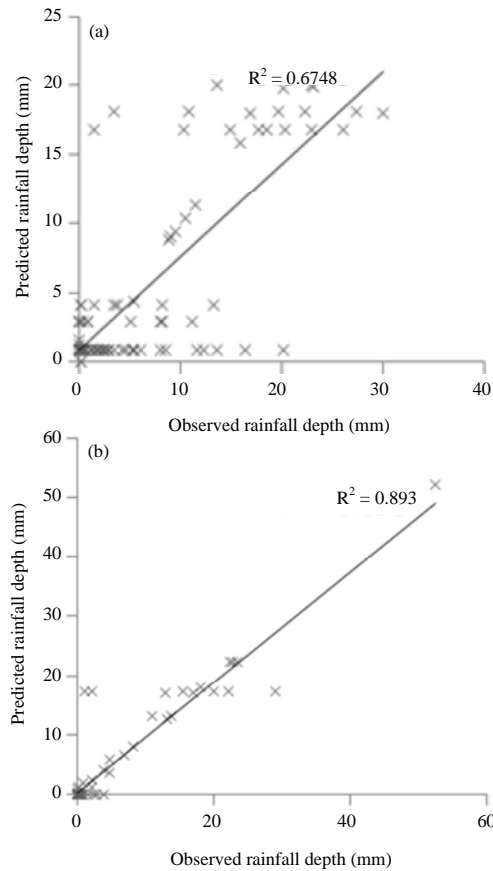 (a)
R² = 0.6748
25
20
15
10
5
0
Predicted rainfall depth (mm)
0 10 20 30 40
Observed rainfall depth (mm)
(b)
R² = 0.893
60
50
40
30
20
10
0
Predicted rainfall depth (mm)
0 20 40 60
Observed rainfall depth (mm)